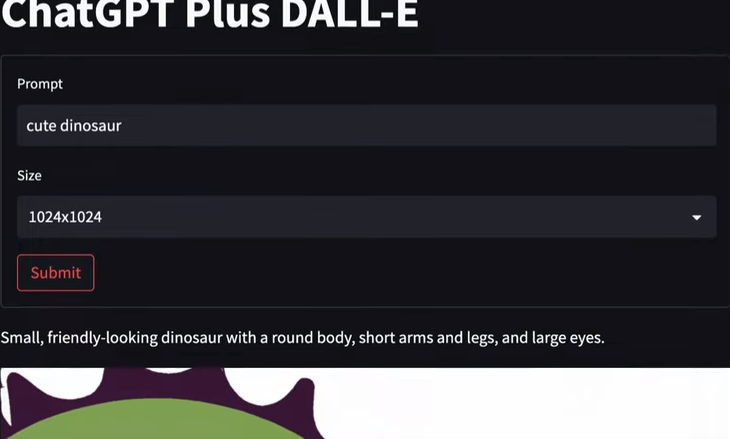 ChatGPT Plus DALL-E
Prompt
cute dinosaur
Size
1024x1024
Submit
Small, friendly-looking dinosaur with a round body, short arms and legs, and large eyes.